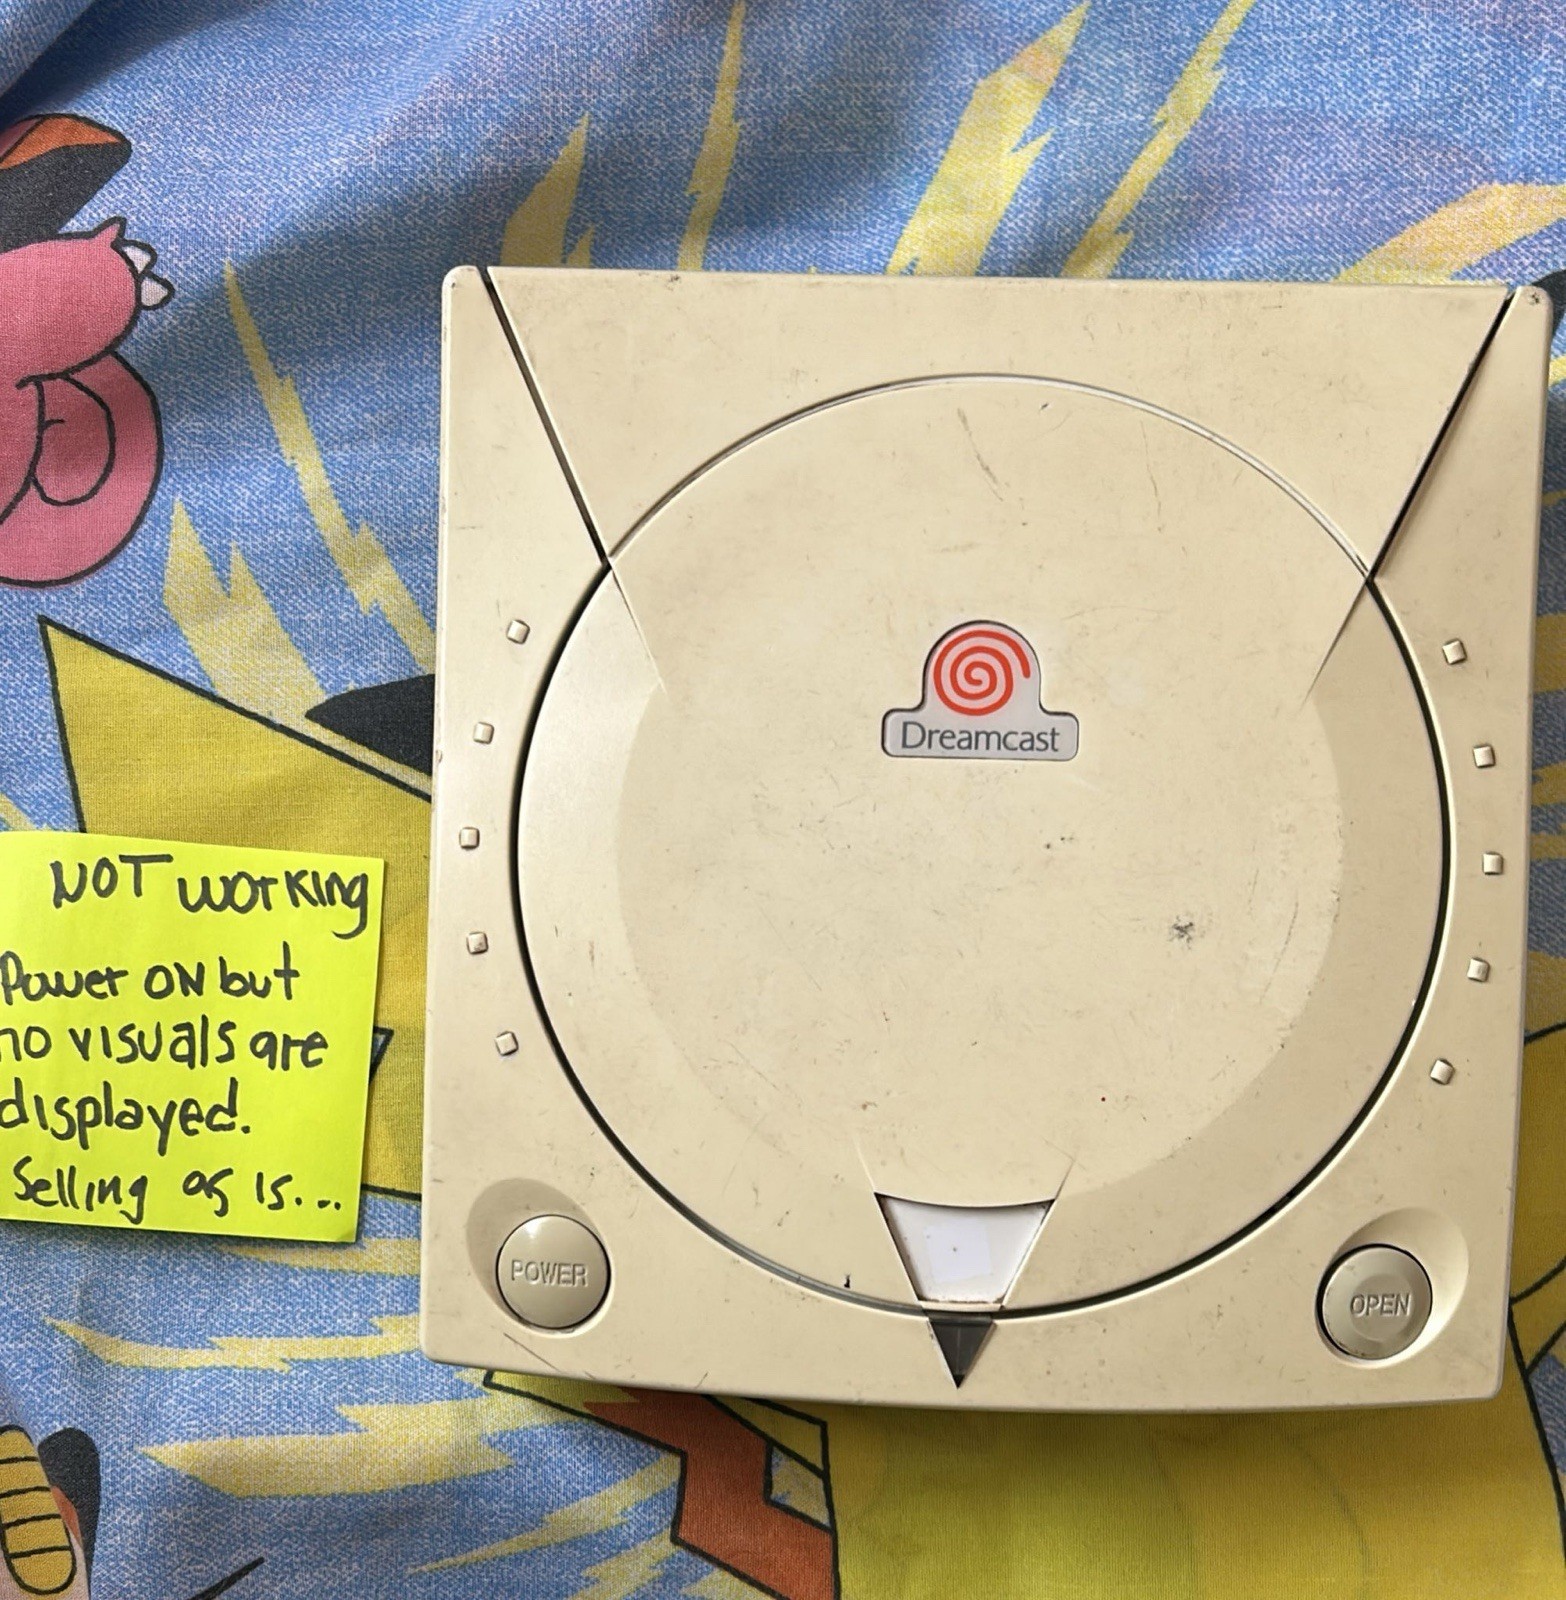 NOT working
Power ON but
no visuals are
displayed.
Selling as is...
Dreamcast
POWER
OPEN